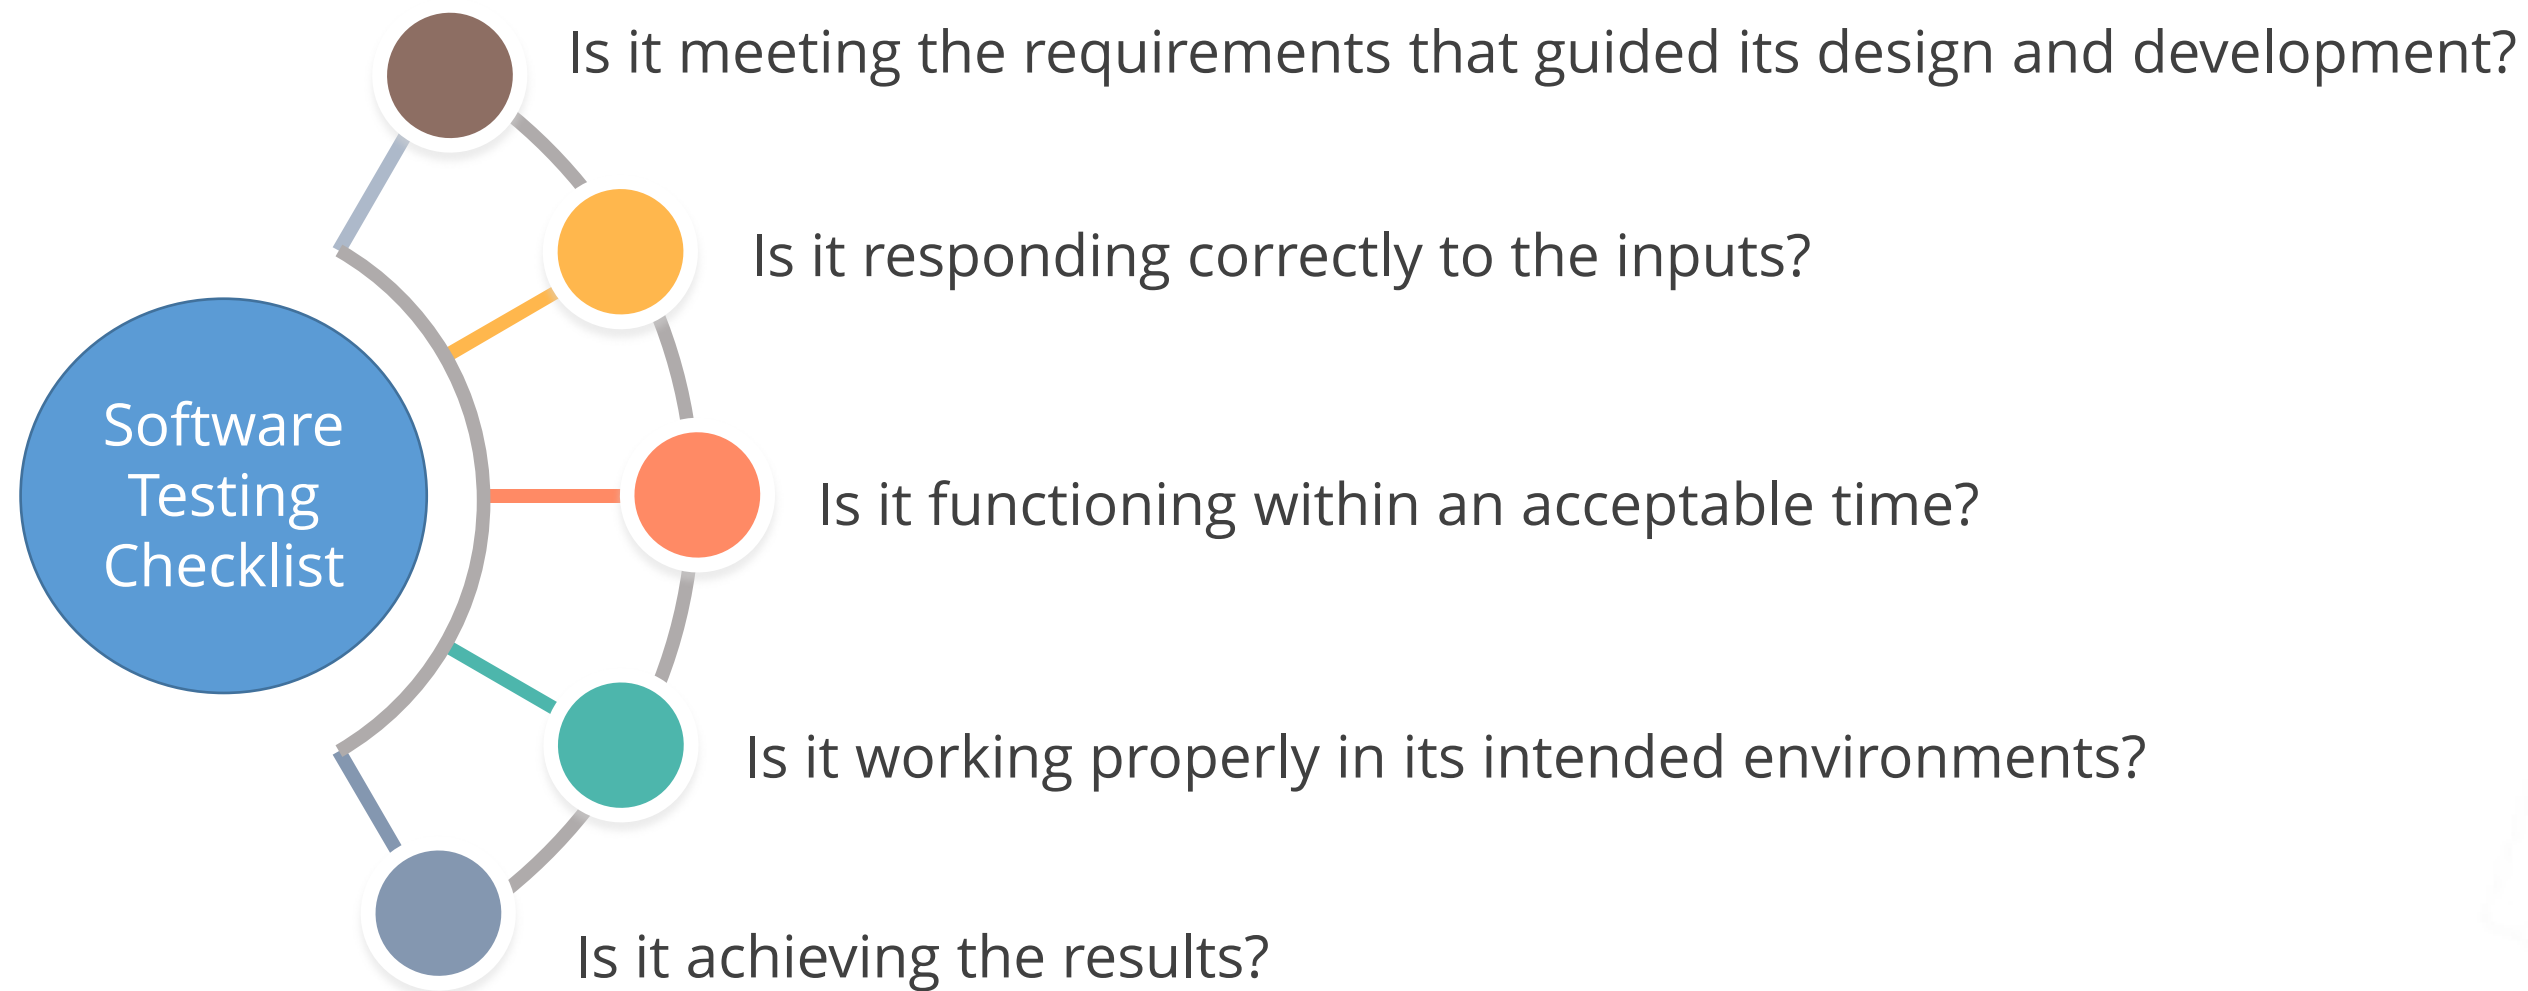 Is it meeting the requirements that guided its design and development?
Is it responding correctly to the inputs?
Software
Testing
Checklist
Is it functioning within an acceptable time?
Is it working properly in its intended environments?
Is it achieving the results?